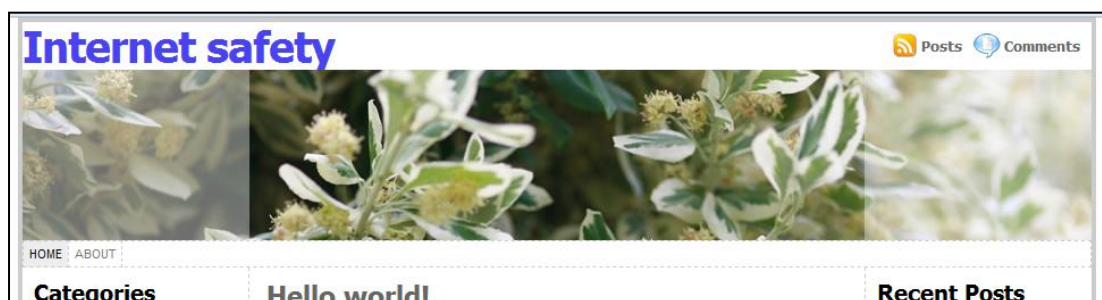 Internet safety
Posts Comments
HOME ABOUT
Categories
Hello world!
Recent Posts